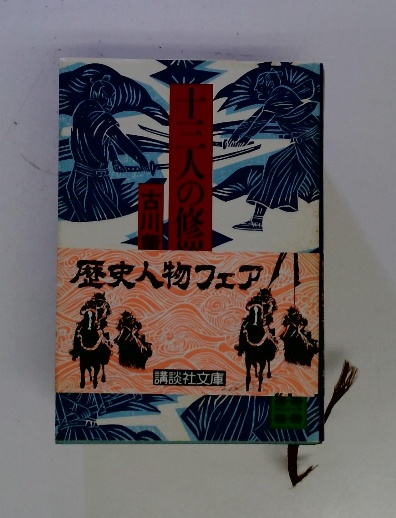 十三人の修
古川
歴史人物フェア
講談社文庫